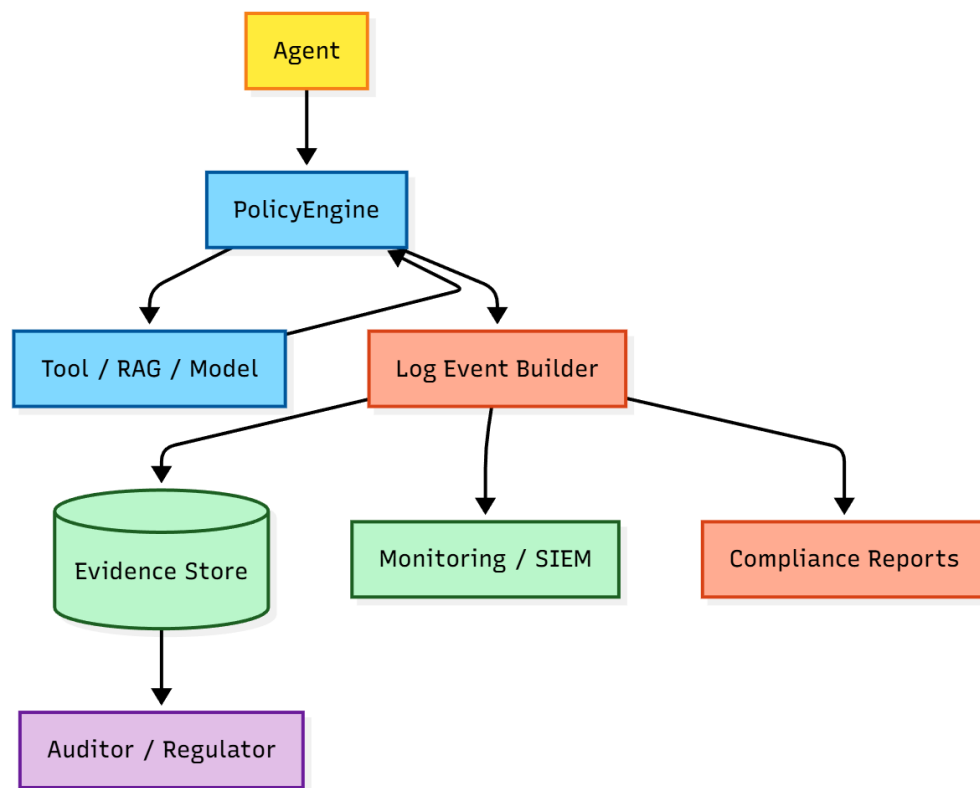 Agent
PolicyEngine
Tool / RAG / Model
Log Event Builder
Evidence Store
Monitoring / SIEM
Compliance Reports
Auditor / Regulator